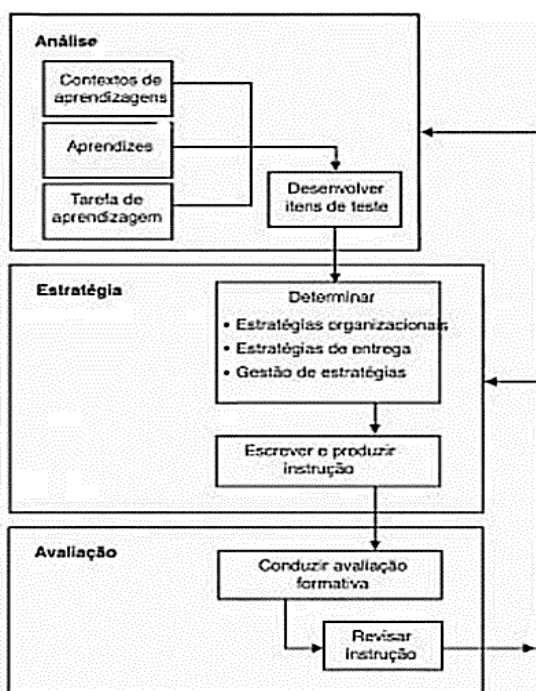 Análise
Contextos de
aprendizagens
Aprendizes
Tarefa de
aprendizagem
Desenvolver
itens de teste
Estratégia
Determinar
• Estratégias organizacionais
• Estratégias de entrega
• Gestão de estratégias
Escrever e produzir
instrução
Avaliação
Conduzir avaliação
formativa
Revisar
instrução